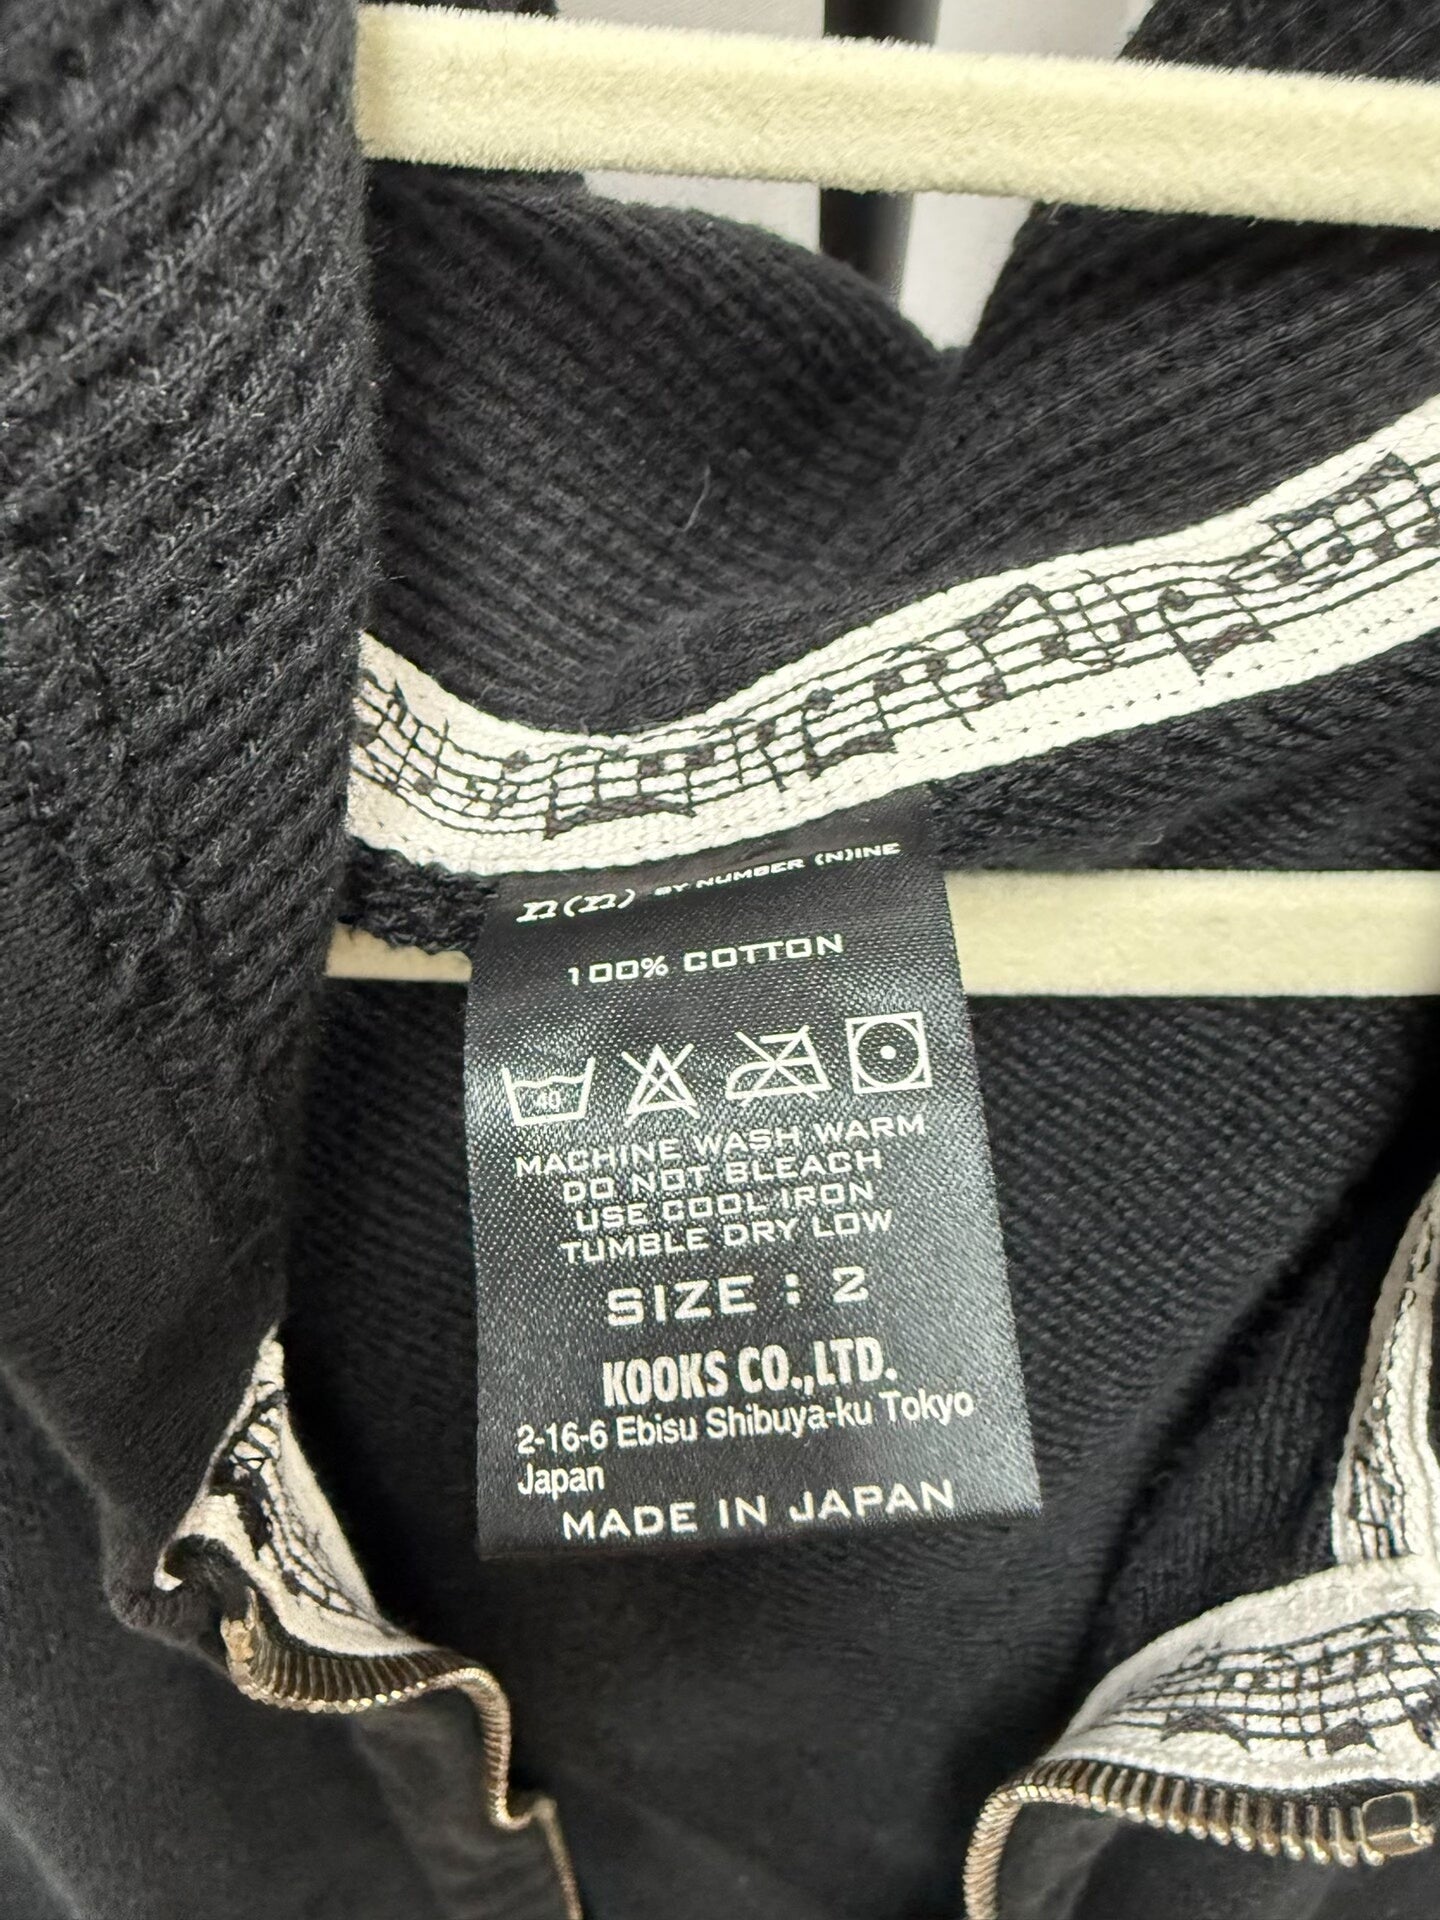 n(n) BY NUMBER (N)INE
100% COTTON
40
MACHINE WASH WARM
DO NOT BLEACH
USE COOL IRON
TUMBLE DRY LOW
SIZE : 2
KOOKS CO.,LTD.
2-16-6 Ebisu Shibuya-ku Tokyo
Japan
MADE IN JAPAN